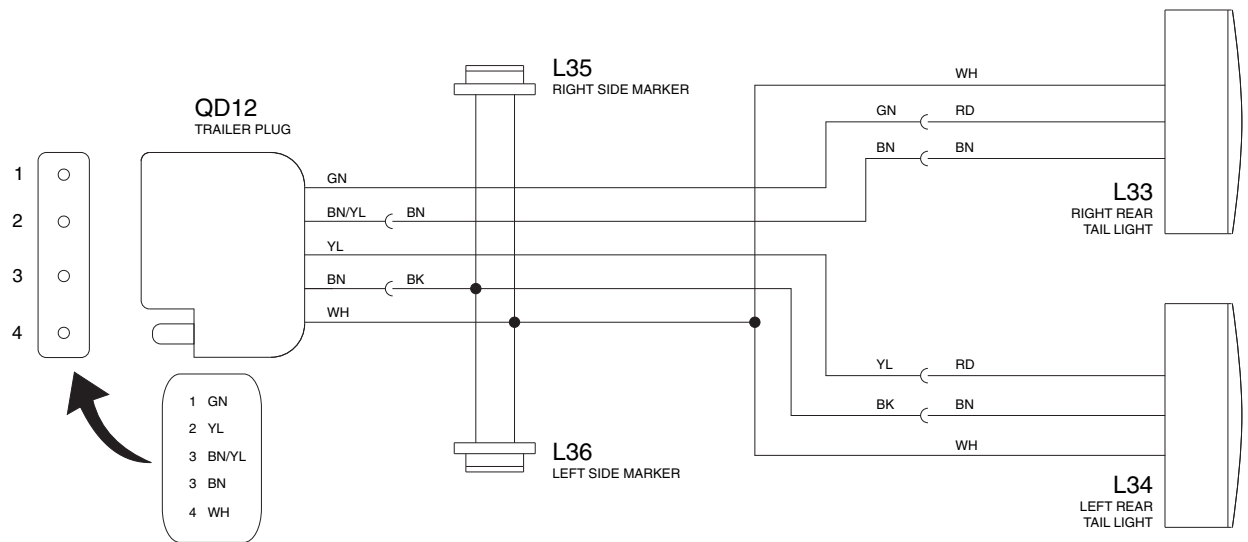 L35
RIGHT SIDE MARKER
QD12
TRAILER PLUG
1
2
3
4
GN
BN/YL BN
YL
BN BK
WH
1 GN
2 YL
3 BN/YL
3 BN
4 WH
L36
LEFT SIDE MARKER
WH
GN RD
BN BN
L33
RIGHT REAR
TAIL LIGHT
YL RD
BK BN
WH
L34
LEFT REAR
TAIL LIGHT